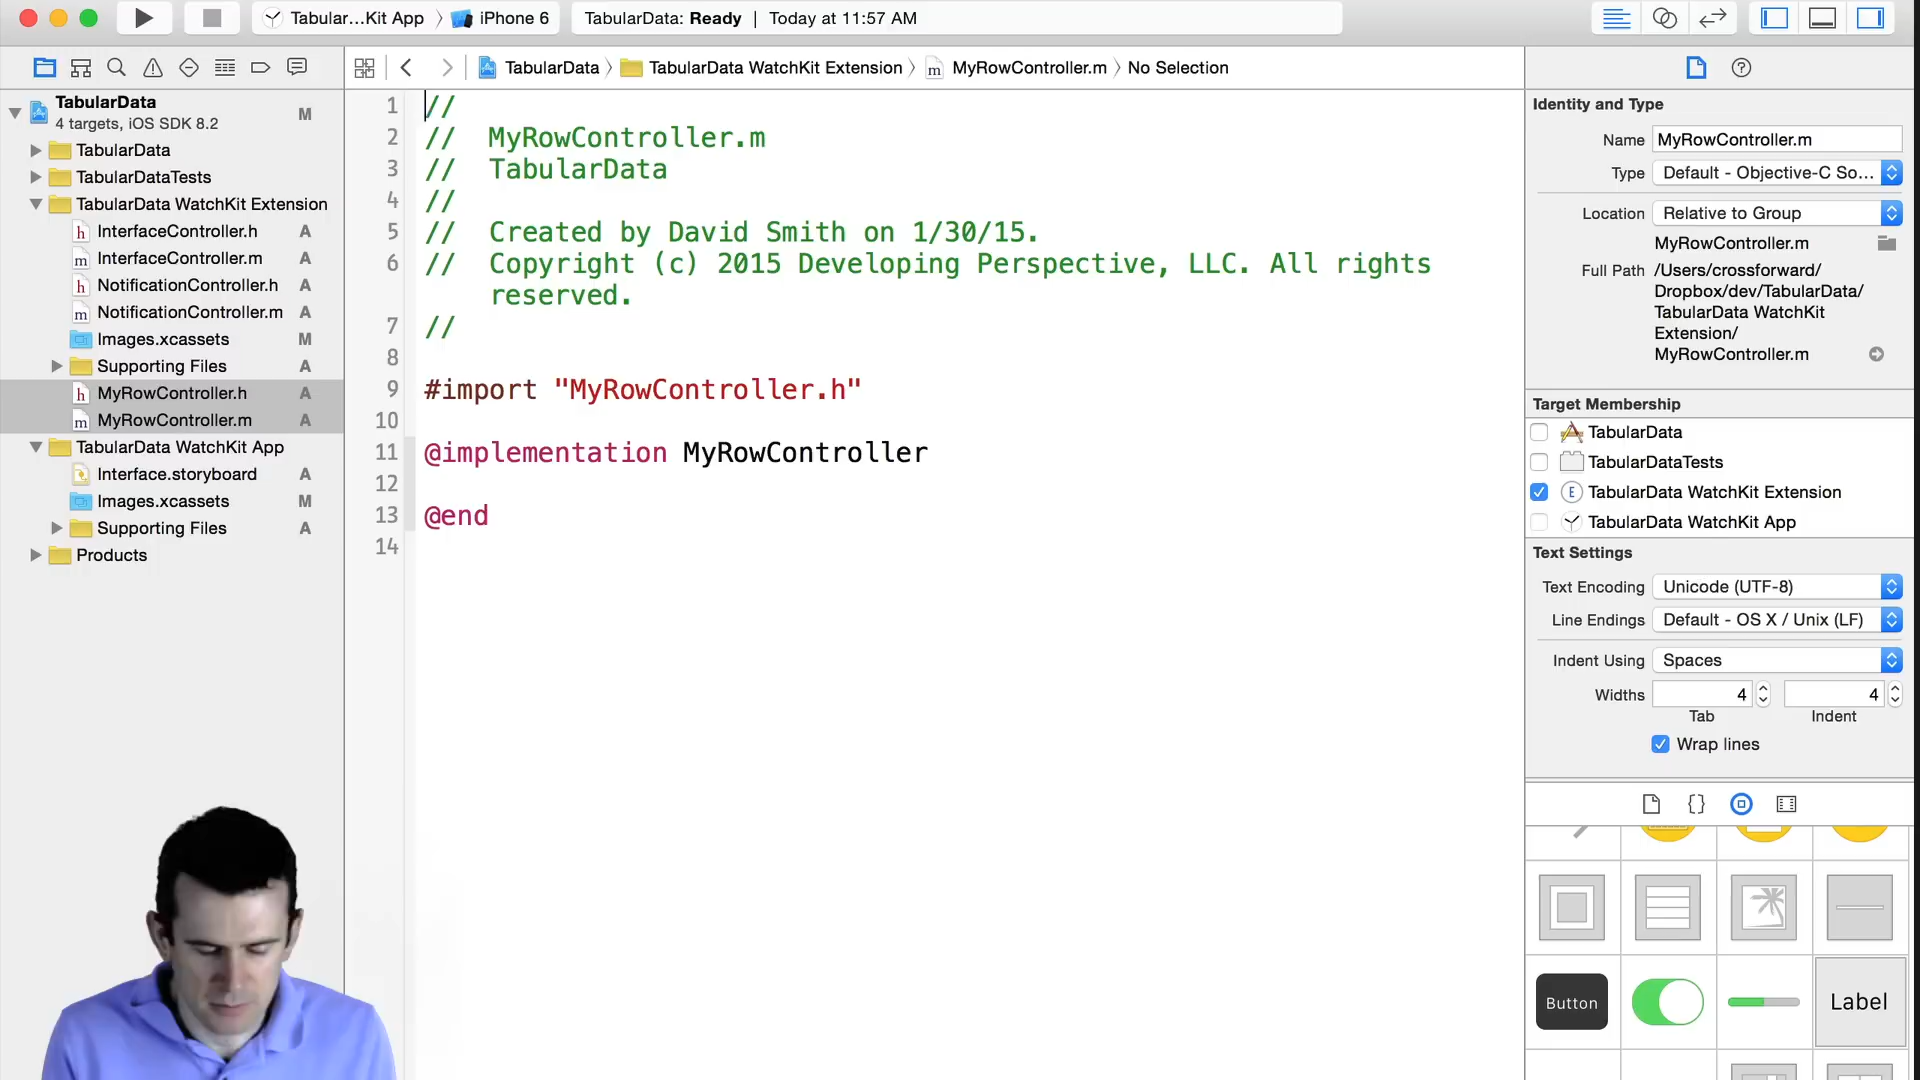 Tabular...Kit App
iPhone 6
TabularData: Ready | Today at 11:57 AM
TabularData
TabularData WatchKit Extension
MyRowController.m
No Selection
TabularData
4 targets, iOS SDK 8.2
M
TabularData
TabularDataTests
TabularData WatchKit Extension
InterfaceController.h A
InterfaceController.m A
NotificationController.h A
NotificationController.m A
Images.xcassets M
Supporting Files A
MyRowController.h A
MyRowController.m A
TabularData WatchKit App
Interface.storyboard A
Images.xcassets M
Supporting Files A
Products
1 //
2 // MyRowController.m
3 // TabularData
4 //
5 // Created by David Smith on 1/30/15.
6 // Copyright (c) 2015 Developing Perspective, LLC. All rights
reserved.
7 //
8
9 #import "MyRowController.h"
10
11 @implementation MyRowController
12
13 @end
14
Identity and Type
Name MyRowController.m
Type Default - Objective-C So...
Location Relative to Group
MyRowController.m
Full Path /Users/crossforward/
Dropbox/dev/TabularData/
TabularData WatchKit
Extension/
MyRowController.m
Target Membership
TabularData
TabularDataTests
E TabularData WatchKit Extension
TabularData WatchKit App
Text Settings
Text Encoding Unicode (UTF-8)
Line Endings Default - OS X / Unix (LF)
Indent Using Spaces
Widths 4 4
Tab Indent
Wrap lines
Button
Label